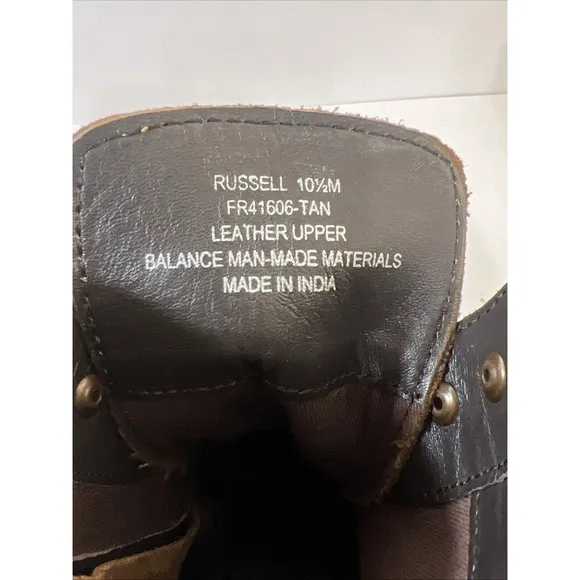 RUSSELL 10½M
FR41606-TAN
LEATHER UPPER
BALANCE MAN-MADE MATERIALS
MADE IN INDIA